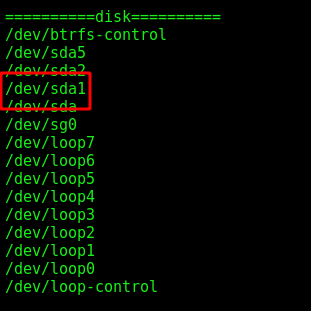 ==========disk==========
/dev/btrfs-control
/dev/sda5
/dev/sda2
/dev/sda1
/dev/sda
/dev/sg0
/dev/loop7
/dev/loop6
/dev/loop5
/dev/loop4
/dev/loop3
/dev/loop2
/dev/loop1
/dev/loop0
/dev/loop-control